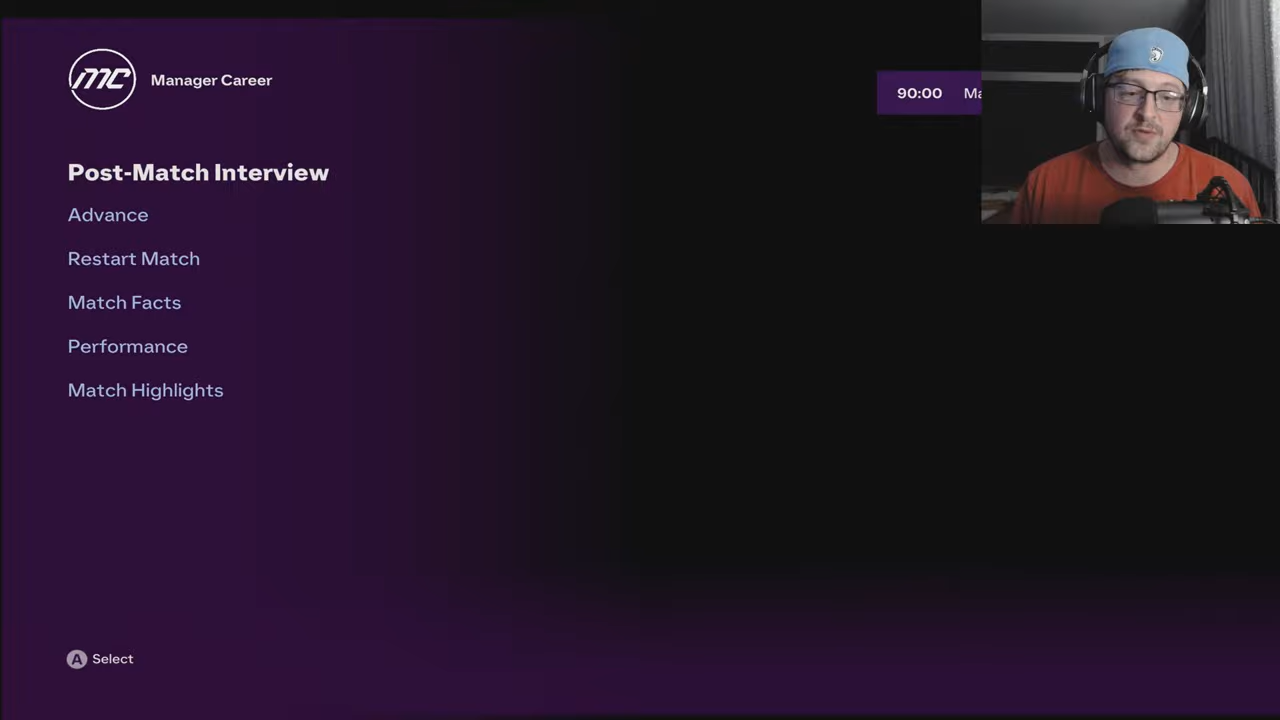 MC Manager Career
90:00
Post-Match Interview
Advance
Restart Match
Match Facts
Performance
Match Highlights
A Select